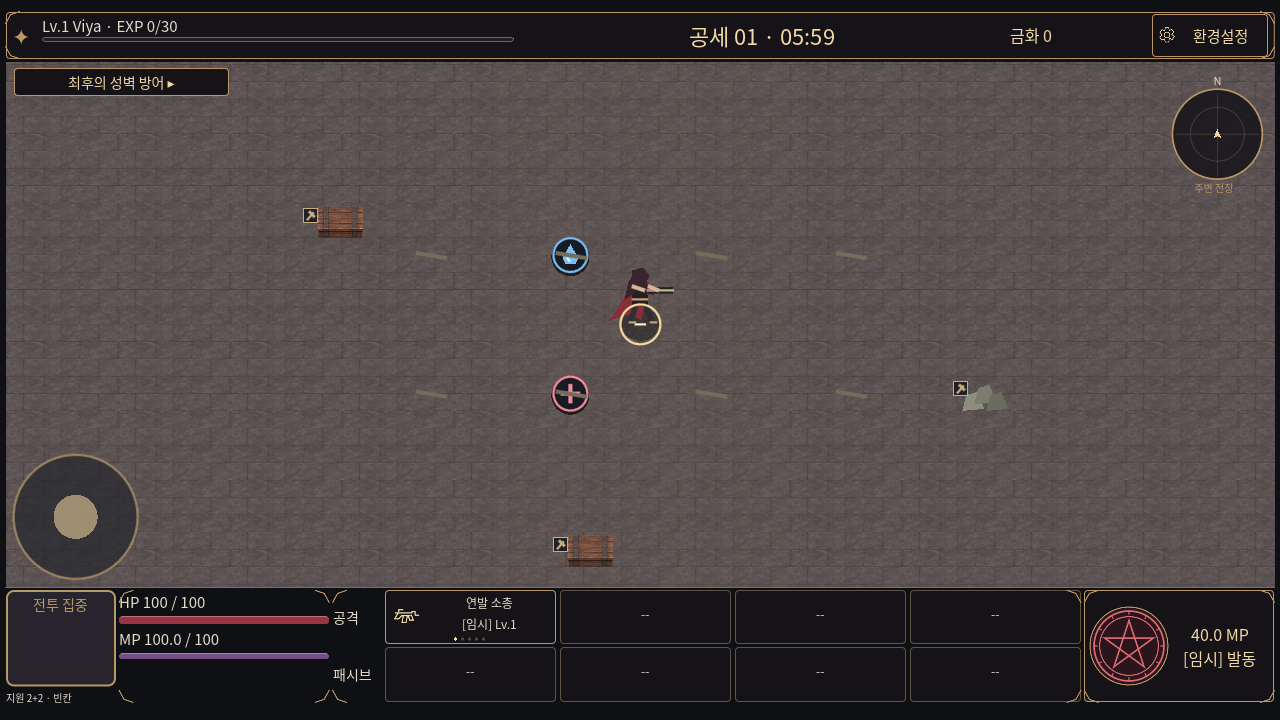 Lv.1 Viya · EXP 0/30
공세 01 · 05:59
금화 0
환경설정
최후의 성벽 방어 ▸
N
주변 전장
전투 집중
HP 100 / 100
MP 100.0 / 100
지원 2+2 · 빈칸
공격
패시브
연발 소총
[임시] Lv.1
--
--
--
--
--
--
--
40.0 MP
[임시] 발동